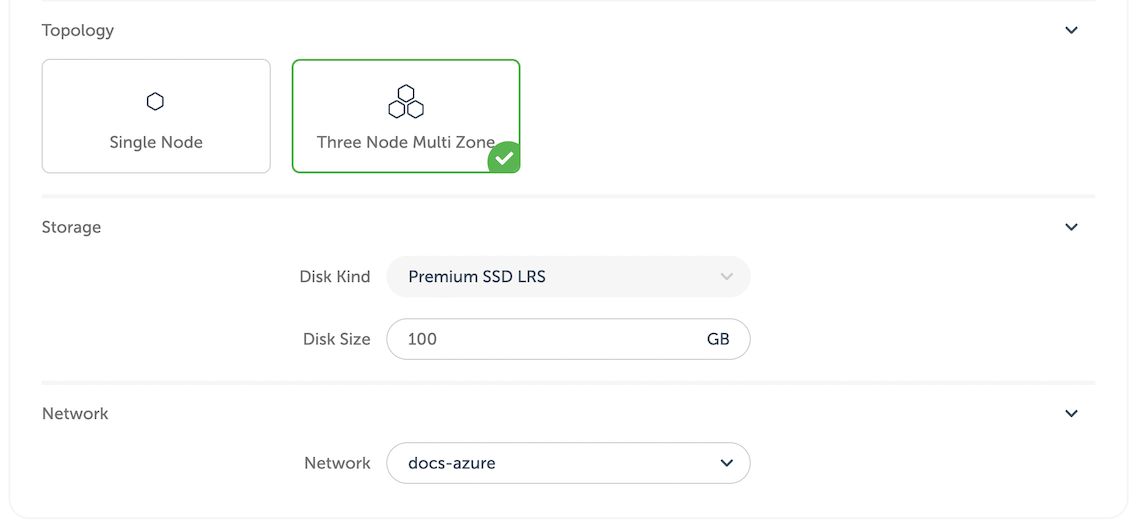 Topology
Single Node
Three Node Multi Zone
Storage
Disk Kind Premium SSD LRS
Disk Size 100 GB
Network
Network docs-azure